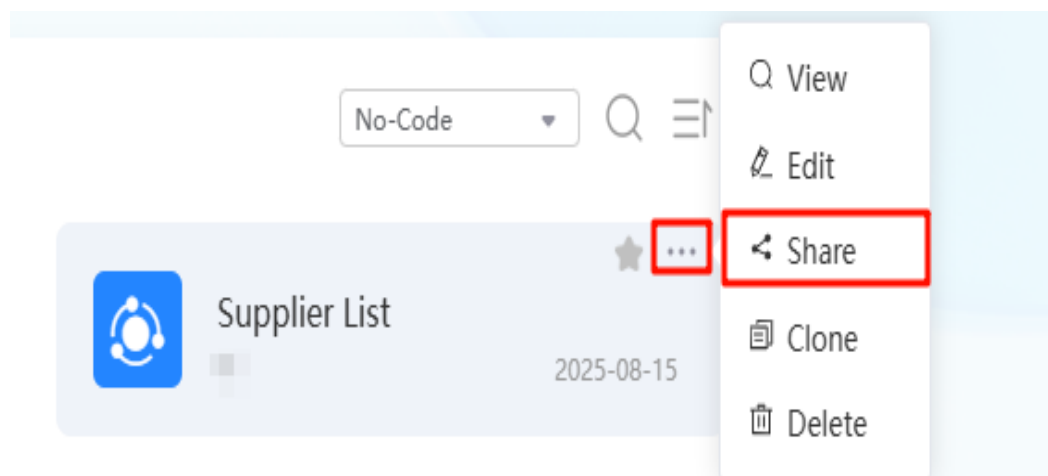 No-Code
Supplier List
2025-08-15
View
Edit
Share
Clone
Delete